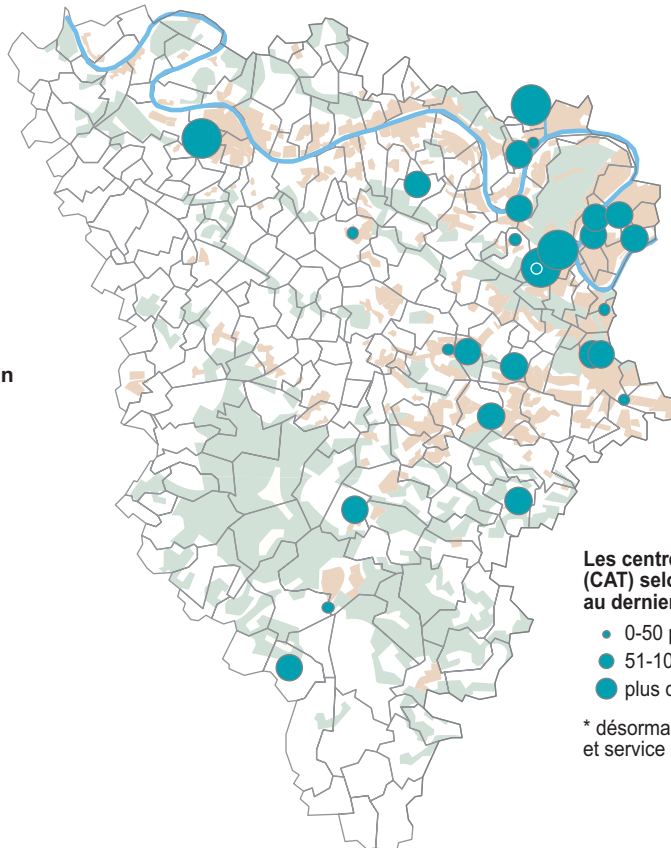 n
Les centre
(CAT) selo
au dernier
0-50 p
51-10
plus d
* désorma
et service